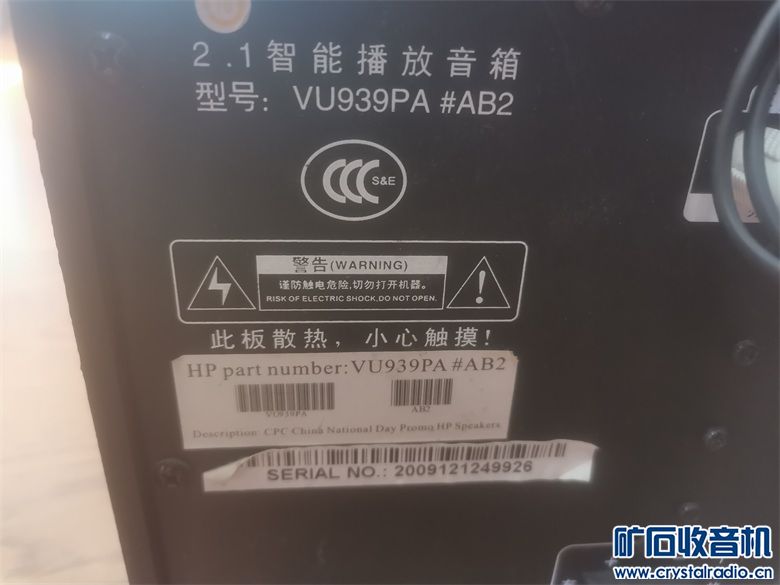 2.1智能播放音箱
型号: VU939PA #AB2
CCC
S&E
警告(WARNING)
谨防触电危险,切勿打开机器。
RISK OF ELECTRIC SHOCK,DO NOT OPEN.
此板散热，小心触摸!
HP part number:VU939PA #AB2
VU939PA
AB2
Description: CPC China National Day Promo HP Speakers
SERIAL NO.: 2009121249926
矿石收音机
www.crystalradio.cn